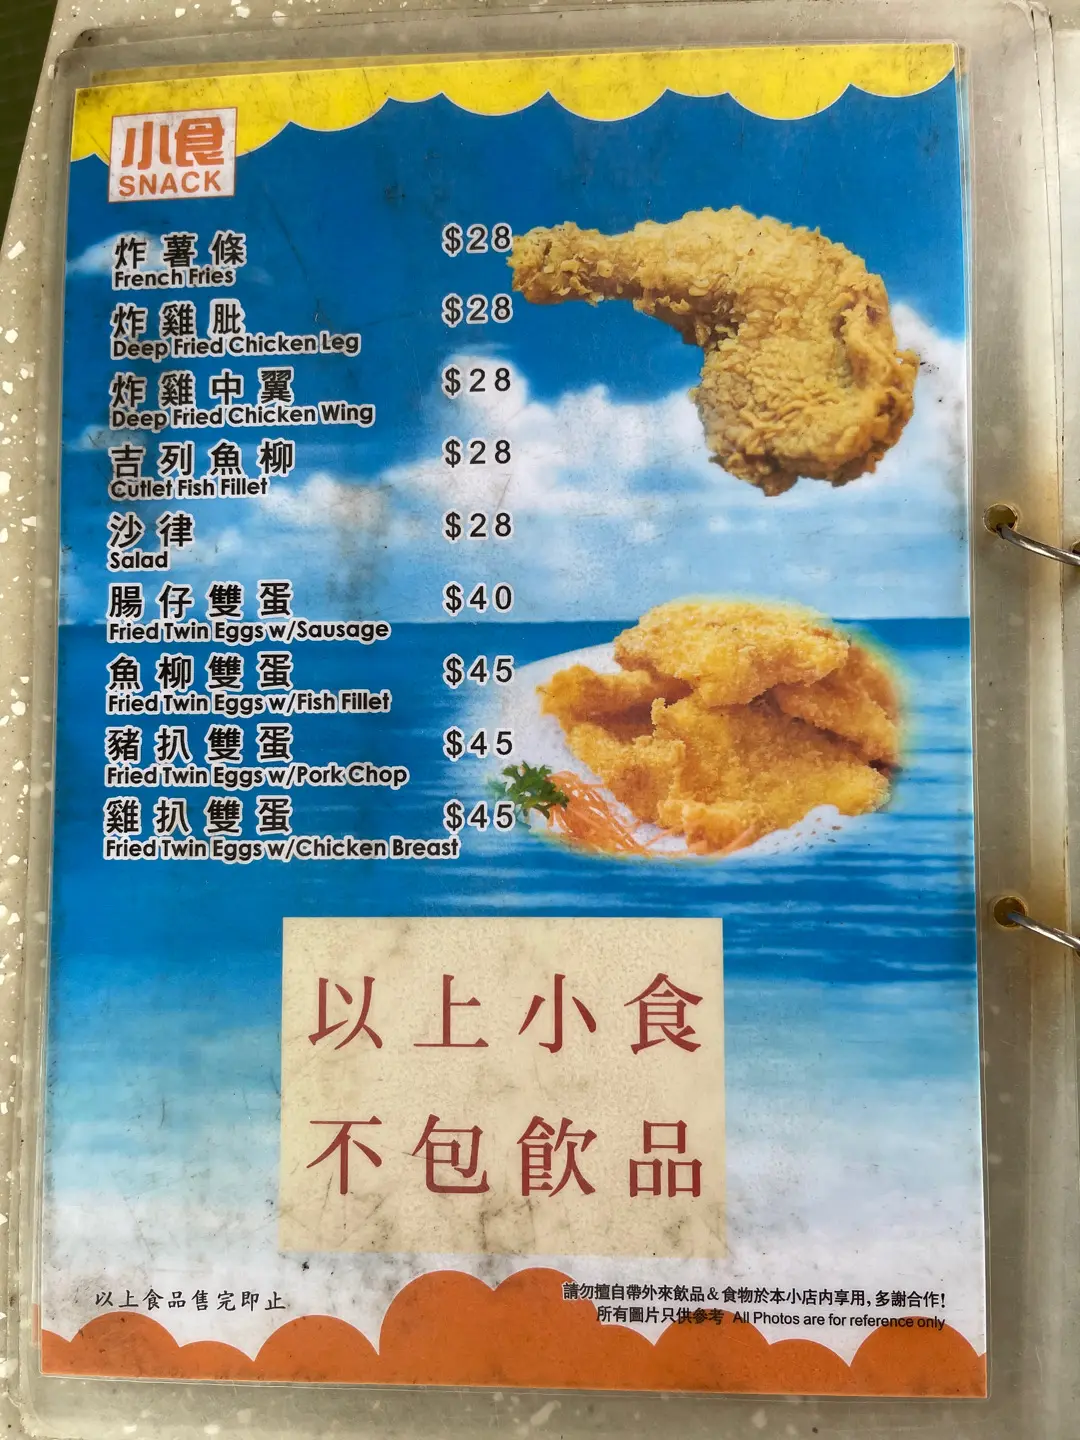 小食
SNACK
炸薯條 $28
French Fries
炸雞肶 $28
Deep Fried Chicken Leg
炸雞中翼 $28
Deep Fried Chicken Wing
吉列魚柳 $28
Cutlet Fish Fillet
沙律 $28
Salad
腸仔雙蛋 $40
Fried Twin Eggs w/Sausage
魚柳雙蛋 $45
Fried Twin Eggs w/Fish Fillet
豬扒雙蛋 $45
Fried Twin Eggs w/Pork Chop
雞扒雙蛋 $45
Fried Twin Eggs w/Chicken Breast
以上小食
不包飲品
以上食品售完即止
請勿擅自帶外來飲品&食物於本小店内享用,多謝合作!
所有圖片只供參考 All Photos are for reference only